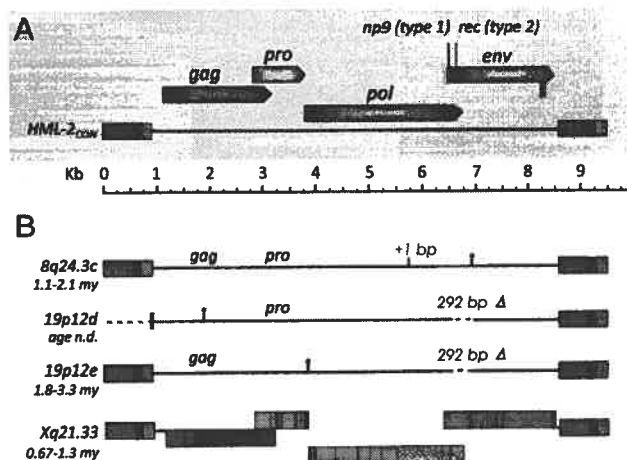 A
np9 (type 1) rec (type 2)
pro
env
gag
pol
HML-2CON
Kb 0 1 2 3 4 5 6 7 8 9
B
8q24.3c
gag pro +1 bp
1.1-2.1 my
19p12d
pro 292 bp Δ
age n.d.
19p12e
gag 292 bp Δ
1.8-3.3 my
Xq21.33
0.67-1.3 my